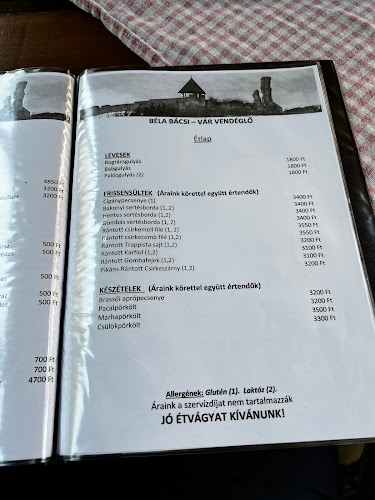 4850
3200
3200
500 Ft
500 Ft
500 Ft
500 Ft
500 Ft
700 Ft
700 Ft
4700 Ft
BÉLA BÁCSI – VÁR VENDÉGLŐ
Étlap
LEVESEK
Bográcsgulyás 1800 Ft
Babgulyás 1800 Ft
Palócgulyás (2) 1800 Ft
FRISSENSÜLTEK (Áraink körettel együtt értendők)
Cigánypecsenye (1) 3400 Ft
Bakonyi sertésborda (1,2) 3400 Ft
Hentes sertésborda (1,2) 3400 Ft
Gombás sertésborda (1,2) 3400 Ft
Rántott csirkemell filé (1,2) 3550 Ft
Rántott csirkecomb filé (1,2) 3550 Ft
Rántott Trappista sajt (1,2) 3200 Ft
Rántott Karfiol (1,2) 3100 Ft
Rántott Gombafejek (1,2) 3100 Ft
Pikáns Rántott Csirkeszárny (1,2) 3200 Ft
KÉSZÉTELEK (Áraink körettel együtt értendők)
Brassói aprópecsenye 3200 Ft
Pacalpörkölt 3200 Ft
Marhapörkölt 3500 Ft
Csülökpörkölt 3300 Ft
Allergének: Glutén (1). Laktóz (2).
Áraink a szervízdíjat nem tartalmazzák
JÓ ÉTVÁGYAT KÍVÁNUNK!